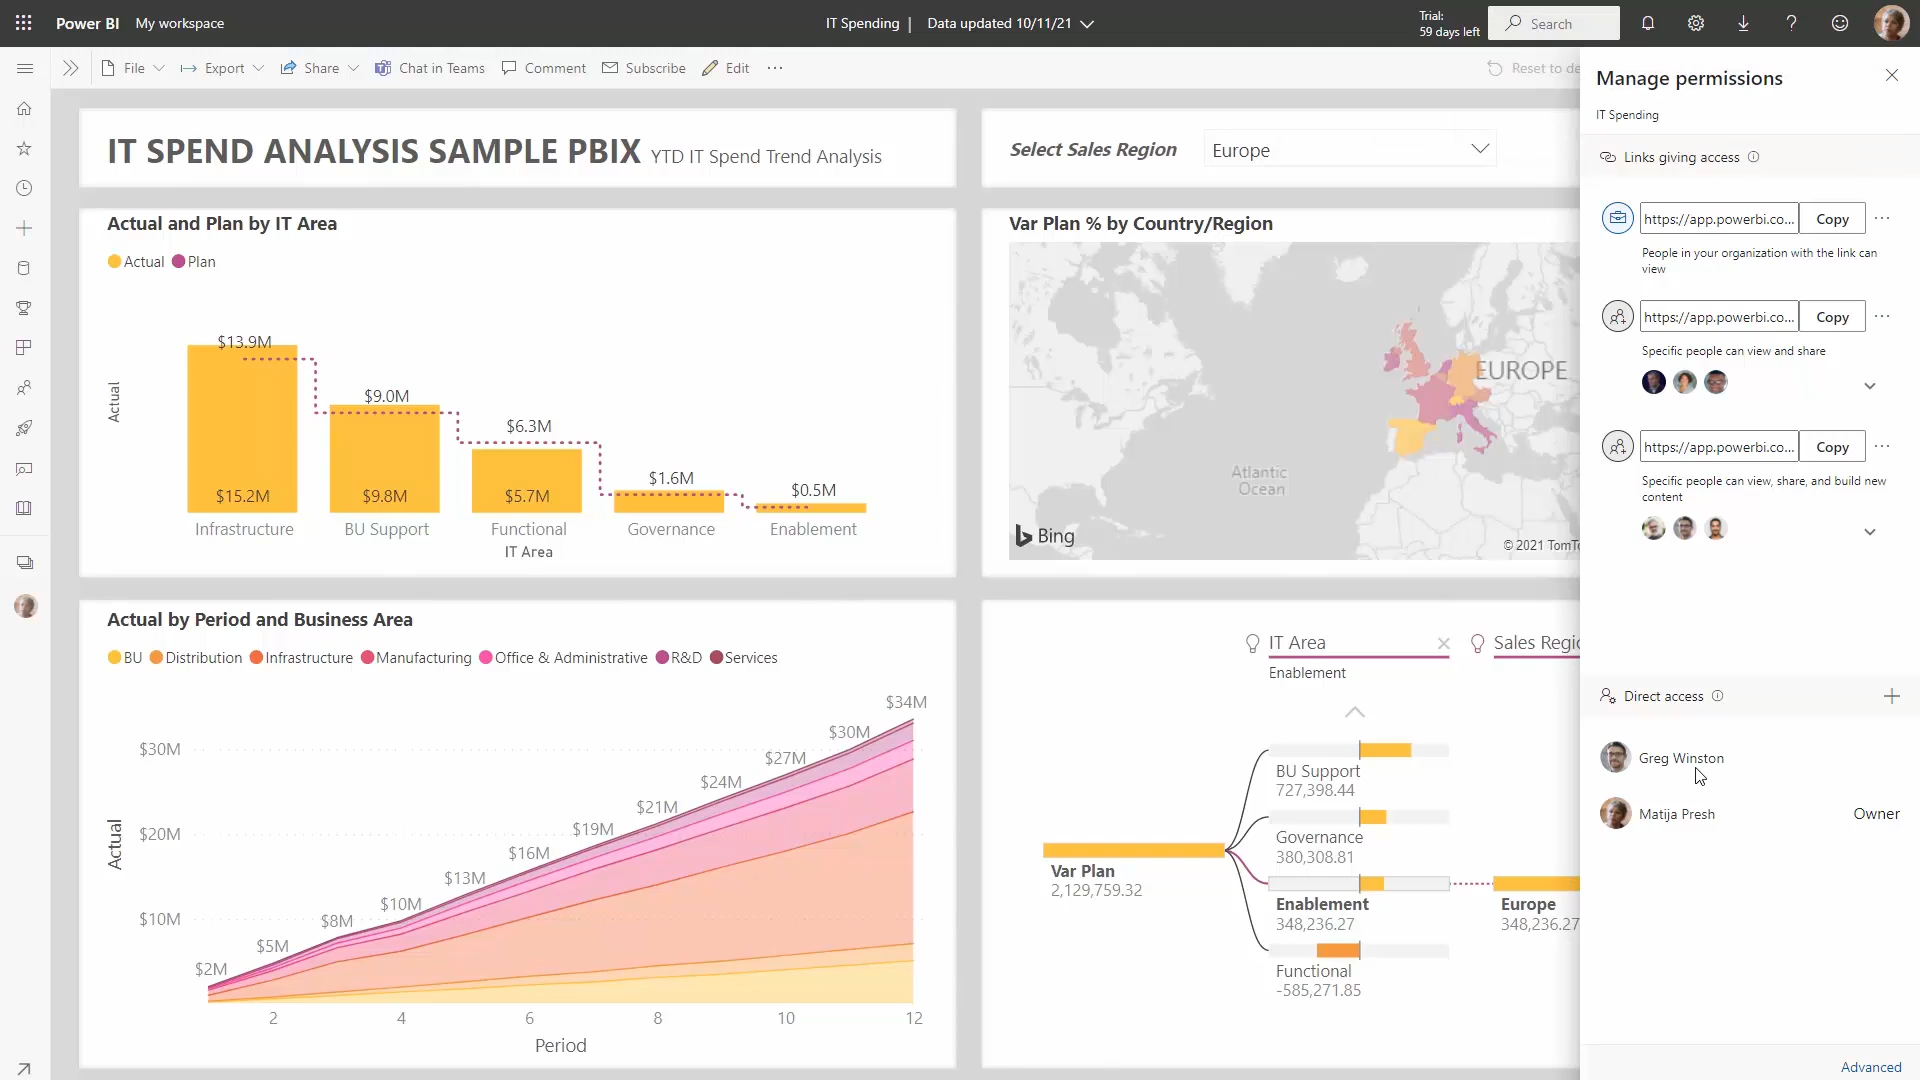 Power BI My workspace
IT Spending | Data updated 10/11/21
Trial:
59 days left
Search
File Export Share Chat in Teams Comment Subscribe Edit ···
Reset to de
IT SPEND ANALYSIS SAMPLE PBIX YTD IT Spend Trend Analysis
Select Sales Region Europe
Actual and Plan by IT Area
Actual Plan
Actual
$13.9M
$9.0M
$6.3M
$1.6M
$0.5M
$15.2M
$9.8M
$5.7M
Infrastructure
BU Support
Functional
Governance
Enablement
IT Area
Var Plan % by Country/Region
EUROPE
Atlantic
Ocean
Bing
© 2021 TomTo
Actual by Period and Business Area
BU Distribution Infrastructure Manufacturing Office & Administrative R&D Services
Actual
$30M
$20M
$10M
$2M
$5M
$8M
$10M
$13M
$16M
$19M
$21M
$24M
$27M
$30M
$34M
2 4 6 8 10 12
Period
IT Area
Enablement
Sales Regio
Var Plan
2,129,759.32
BU Support
727,398.44
Governance
380,308.81
Enablement
348,236.27
Functional
-585,271.85
Europe
348,236.27
Manage permissions
IT Spending
Links giving access
https://app.powerbi.co... Copy
People in your organization with the link can
view
https://app.powerbi.co... Copy
Specific people can view and share
https://app.powerbi.co... Copy
Specific people can view, share, and build new
content
Direct access
Greg Winston
Matija Presh Owner
Advanced